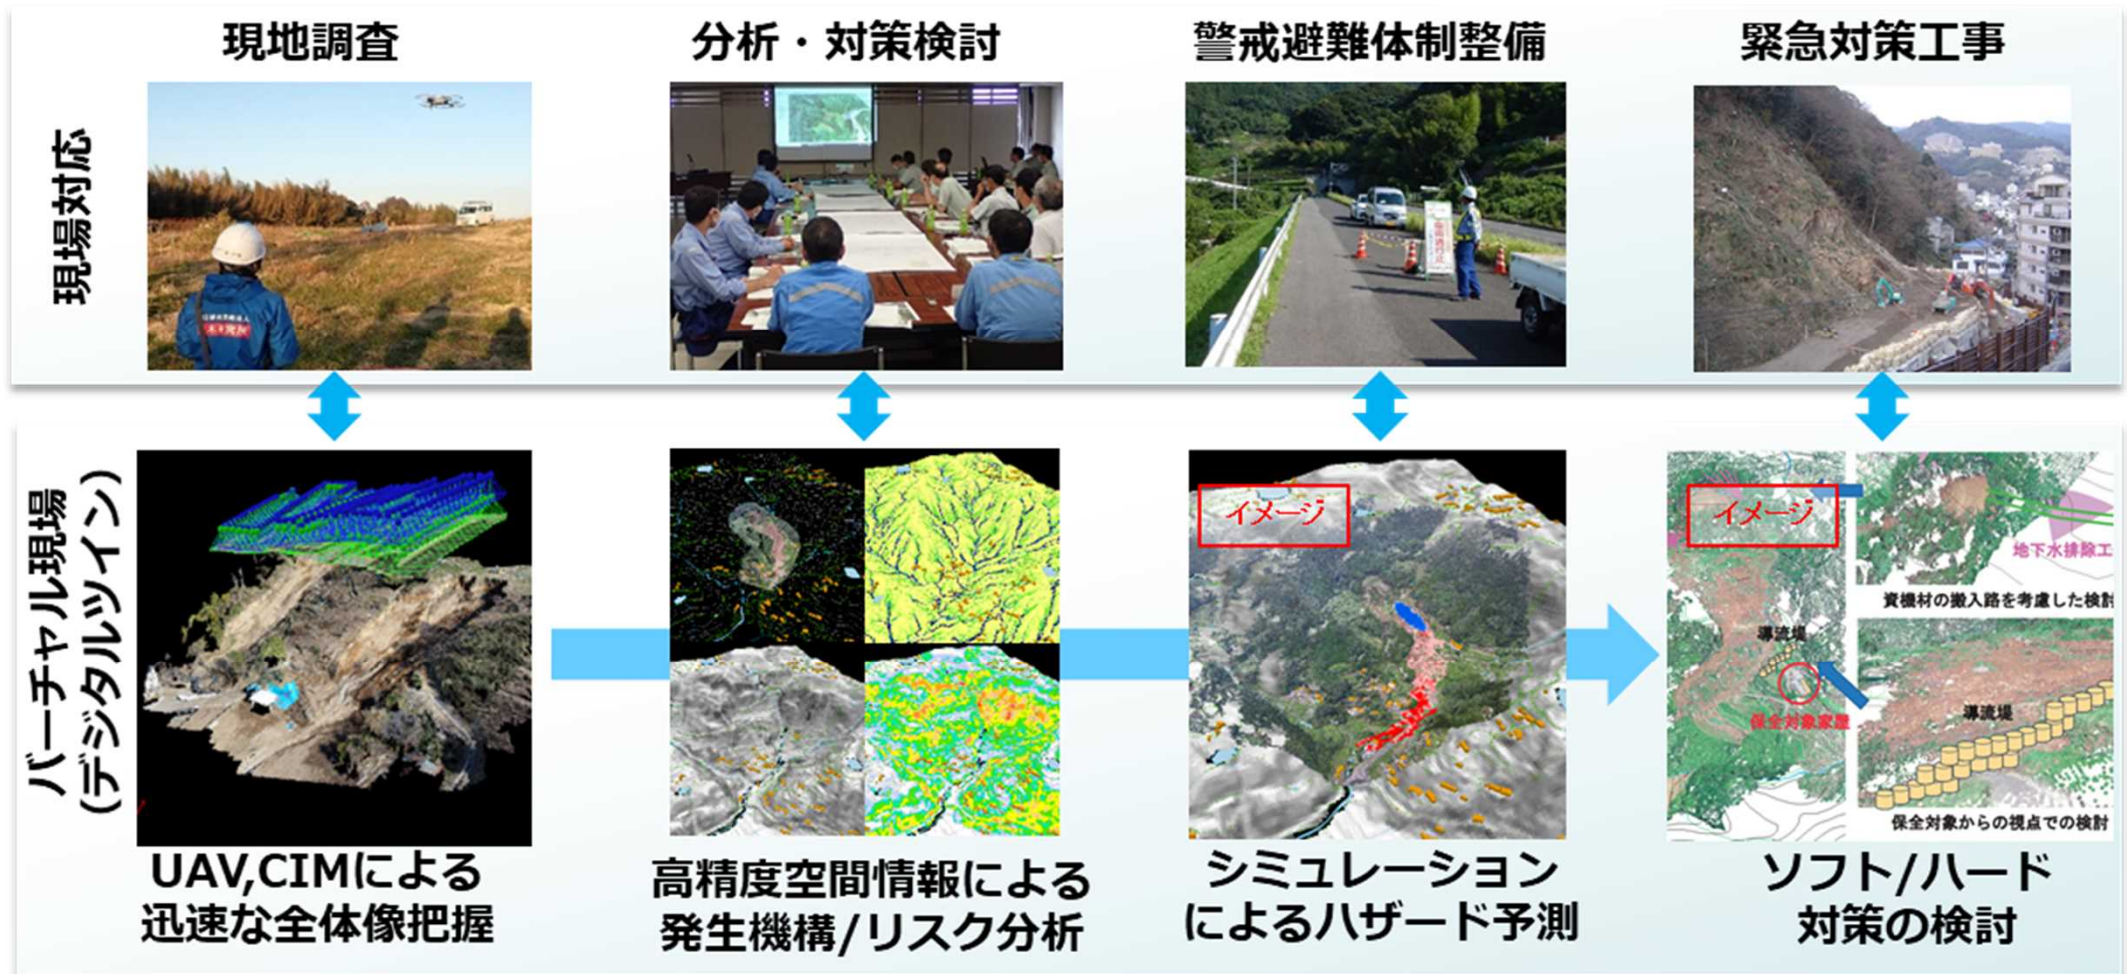 現地調査
分析・対策検討
警戒避難体制整備
緊急対策工事
現場対応
バーチャル現場
(デジタルツイン)
イメージ
イメージ
地下水排除工
資機材の搬入路を考慮した検討
導流堤
保全対象家屋
導流堤
保全対象からの視点での検討
UAV,CIMによる
迅速な全体像把握
高精度空間情報による
発生機構/リスク分析
シミュレーション
によるハザード予測
ソフト/ハード
対策の検討